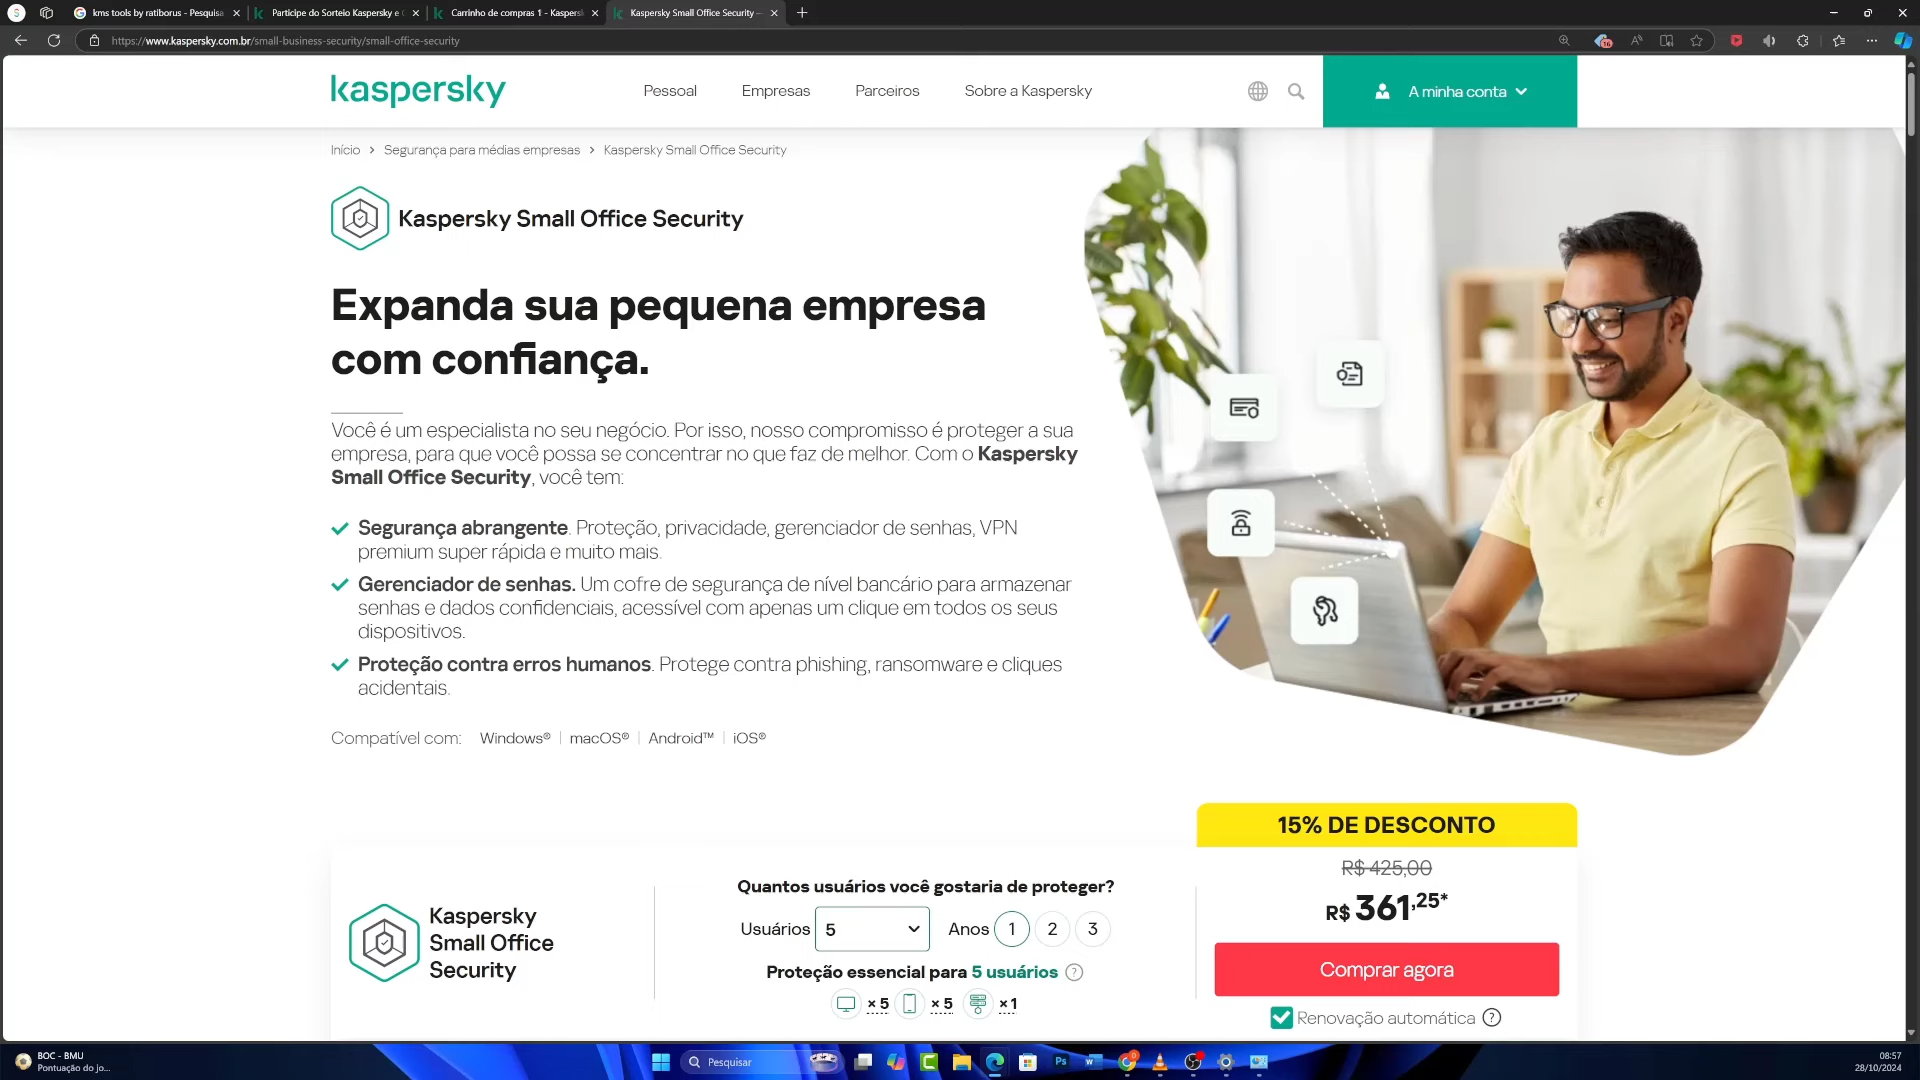 kms tools by ratiborus - Pesquisa
Participe do Sorteio Kaspersky e
Carrinho de compras 1 - Kaspers
Kaspersky Small Office Security —
https://www.kaspersky.com.br/small-business-security/small-office-security
16
kaspersky
Pessoal
Empresas
Parceiros
Sobre a Kaspersky
A minha conta
Início > Segurança para médias empresas > Kaspersky Small Office Security
Kaspersky Small Office Security
Expanda sua pequena empresa
com confiança.
Você é um especialista no seu negócio. Por isso, nosso compromisso é proteger a sua
empresa, para que você possa se concentrar no que faz de melhor. Com o Kaspersky
Small Office Security, você tem:
Segurança abrangente. Proteção, privacidade, gerenciador de senhas, VPN
premium super rápida e muito mais.
Gerenciador de senhas. Um cofre de segurança de nível bancário para armazenar
senhas e dados confidenciais, acessível com apenas um clique em todos os seus
dispositivos.
Proteção contra erros humanos. Protege contra phishing, ransomware e cliques
acidentais.
Compatível com: Windows® | macOS® | Android™ | iOS®
15% DE DESCONTO
R$ 425,00
R$ 361,25*
Comprar agora
Renovação automática ?
Kaspersky
Small Office
Security
Quantos usuários você gostaria de proteger?
Usuários 5 Anos 1 2 3
Proteção essencial para 5 usuários ?
× 5 × 5 × 1
BOC - BMU
Pontuação do jo...
Pesquisar
08:57
28/10/2024